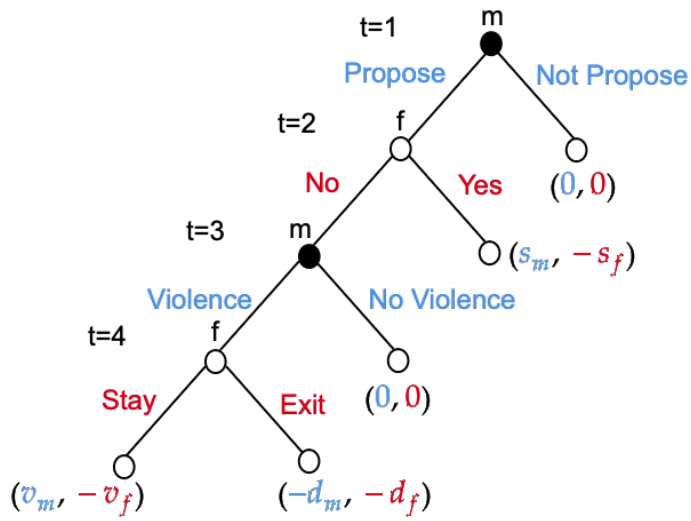 m
t=1
Propose Not Propose
t=2 f
No Yes (0, 0)
t=3 m
(s_m, −s_f)
Violence No Violence
t=4 f
Stay Exit (0, 0)
(v_m, −v_f) (−d_m, −d_f)